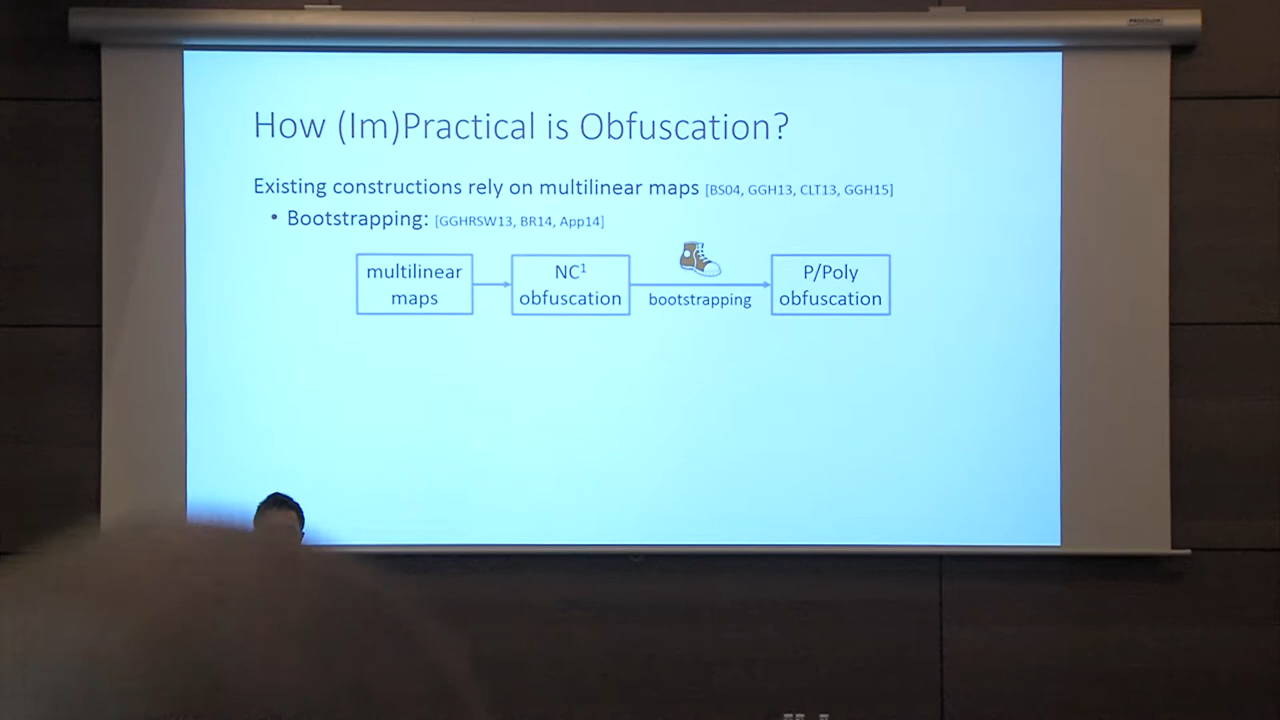 PROCOLOR
How (Im)Practical is Obfuscation?
Existing constructions rely on multilinear maps [BS04, GGH13, CLT13, GGH15]
• Bootstrapping: [GGHRSW13, BR14, App14]
multilinear
maps
NC¹
obfuscation
bootstrapping
P/Poly
obfuscation